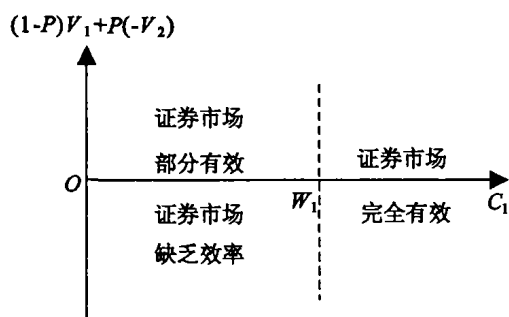 (1-P)V₁+P(-V₂)
证券市场
部分有效
证券市场
O
W₁
C₁
证券市场
缺乏效率
完全有效